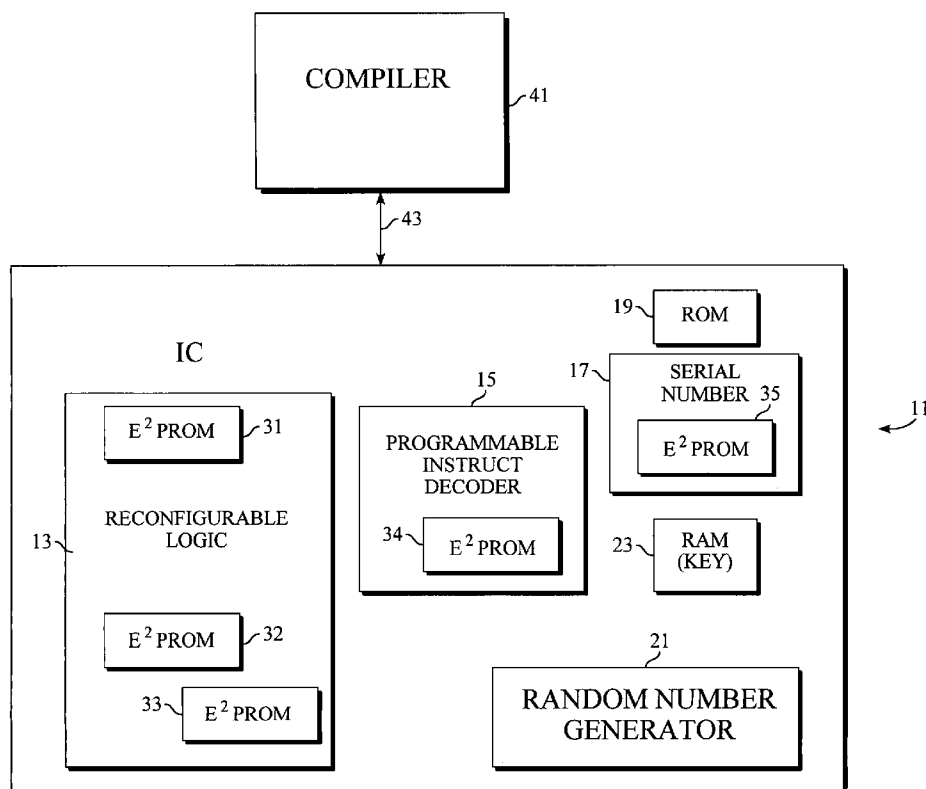 COMPILER
41
43
19
ROM
IC
17
SERIAL
NUMBER
35
E² PROM
15
11
E² PROM
31
PROGRAMMABLE
INSTRUCT
DECODER
34
E² PROM
13
RECONFIGURABLE
LOGIC
23
RAM
(KEY)
E² PROM
32
33
E² PROM
21
RANDOM NUMBER
GENERATOR